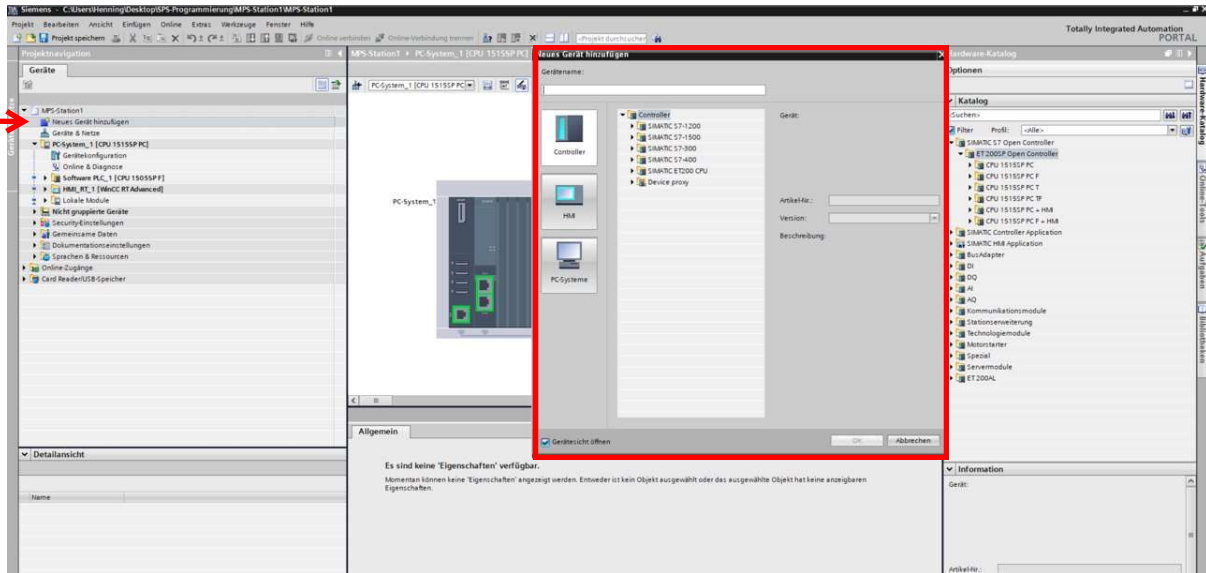 Siemens - C:\Users\Henning\Desktop\SPS-Programmierung\MPS-Station1\MPS-Station1
Projekt Bearbeiten Ansicht Einfügen Online Extras Werkzeuge Fenster Hilfe
Totally Integrated Automation
PORTAL
Projekt speichern
Online verbinden
Online-Verbindung trennen
<Projekt durchsuchen>
Projektnavigation
Geräte
MPS-Station1
Neues Gerät hinzufügen
Geräte & Netze
PC-System_1 [CPU 1515SP PC]
Gerätekonfiguration
Online & Diagnose
Software PLC_1 [CPU 1505SP F]
HMI_RT_1 [WinCC RT Advanced]
Lokale Module
Nicht gruppierte Geräte
Security-Einstellungen
Gemeinsame Daten
Dokumentationseinstellungen
Sprachen & Ressourcen
Online-Zugänge
Card Reader/USB-Speicher
Detailansicht
Name
MPS-Station1 PC-System_1 [CPU 1515SP PC]
PC-System_1 [CPU 1515SP PC]
PC-System_1
Allgemein
Es sind keine 'Eigenschaften' verfügbar.
Momentan können keine 'Eigenschaften' angezeigt werden. Entweder ist kein Objekt ausgewählt oder das ausgewählte Objekt hat keine anzeigbaren
Eigenschaften.
Neues Gerät hinzufügen
Gerätename:
Controller
HMI
PC-Systeme
Controller
SIMATIC S7-1200
SIMATIC S7-1500
SIMATIC S7-300
SIMATIC S7-400
SIMATIC ET200 CPU
Device proxy
Gerät:
Artikel-Nr.:
Version:
Beschreibung:
Gerätesicht öffnen
OK
Abbrechen
Hardware-Katalog
Optionen
Katalog
<Suchen>
Filter Profil: <Alle>
SIMATIC S7 Open Controller
ET 200SP Open Controller
CPU 1515SP PC
CPU 1515SP PC F
CPU 1515SP PC T
CPU 1515SP PC TF
CPU 1515SP PC + HMI
CPU 1515SP PC F + HMI
SIMATIC Controller Application
SIMATIC HMI Application
BusAdapter
DI
DQ
AI
AQ
Kommunikationsmodule
Stationserweiterung
Technologiemodule
Motorstarter
Spezial
Servermodule
ET 200AL
Information
Gerät:
Artikel-Nr.:
Hardware-Katalog
Online-Tools
Aufgaben
Bibliotheken